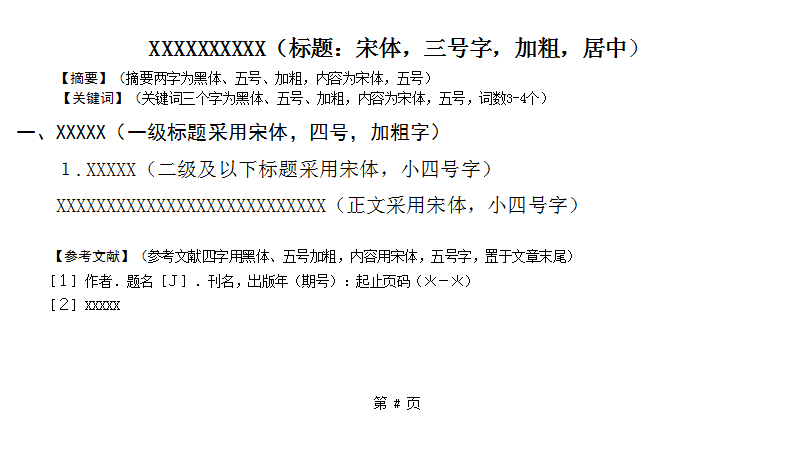 XXXXXXXXXX（标题：宋体，三号字，加粗，居中）
【摘要】（摘要两字为黑体、五号、加粗，内容为宋体，五号）
【关键词】（关键词三个字为黑体、五号、加粗，内容为宋体，五号，词数3-4个）
一、XXXXX（一级标题采用宋体，四号，加粗字）
１.XXXXX（二级及以下标题采用宋体，小四号字）
XXXXXXXXXXXXXXXXXXXXXXXXXXX（正文采用宋体，小四号字）
【参考文献】（参考文献四字用黑体、五号加粗，内容用宋体，五号字，置于文章末尾）
［１］作者．题名［Ｊ］．刊名，出版年（期号）：起止页码（＊－＊）
［２］XXXXX
第 # 页